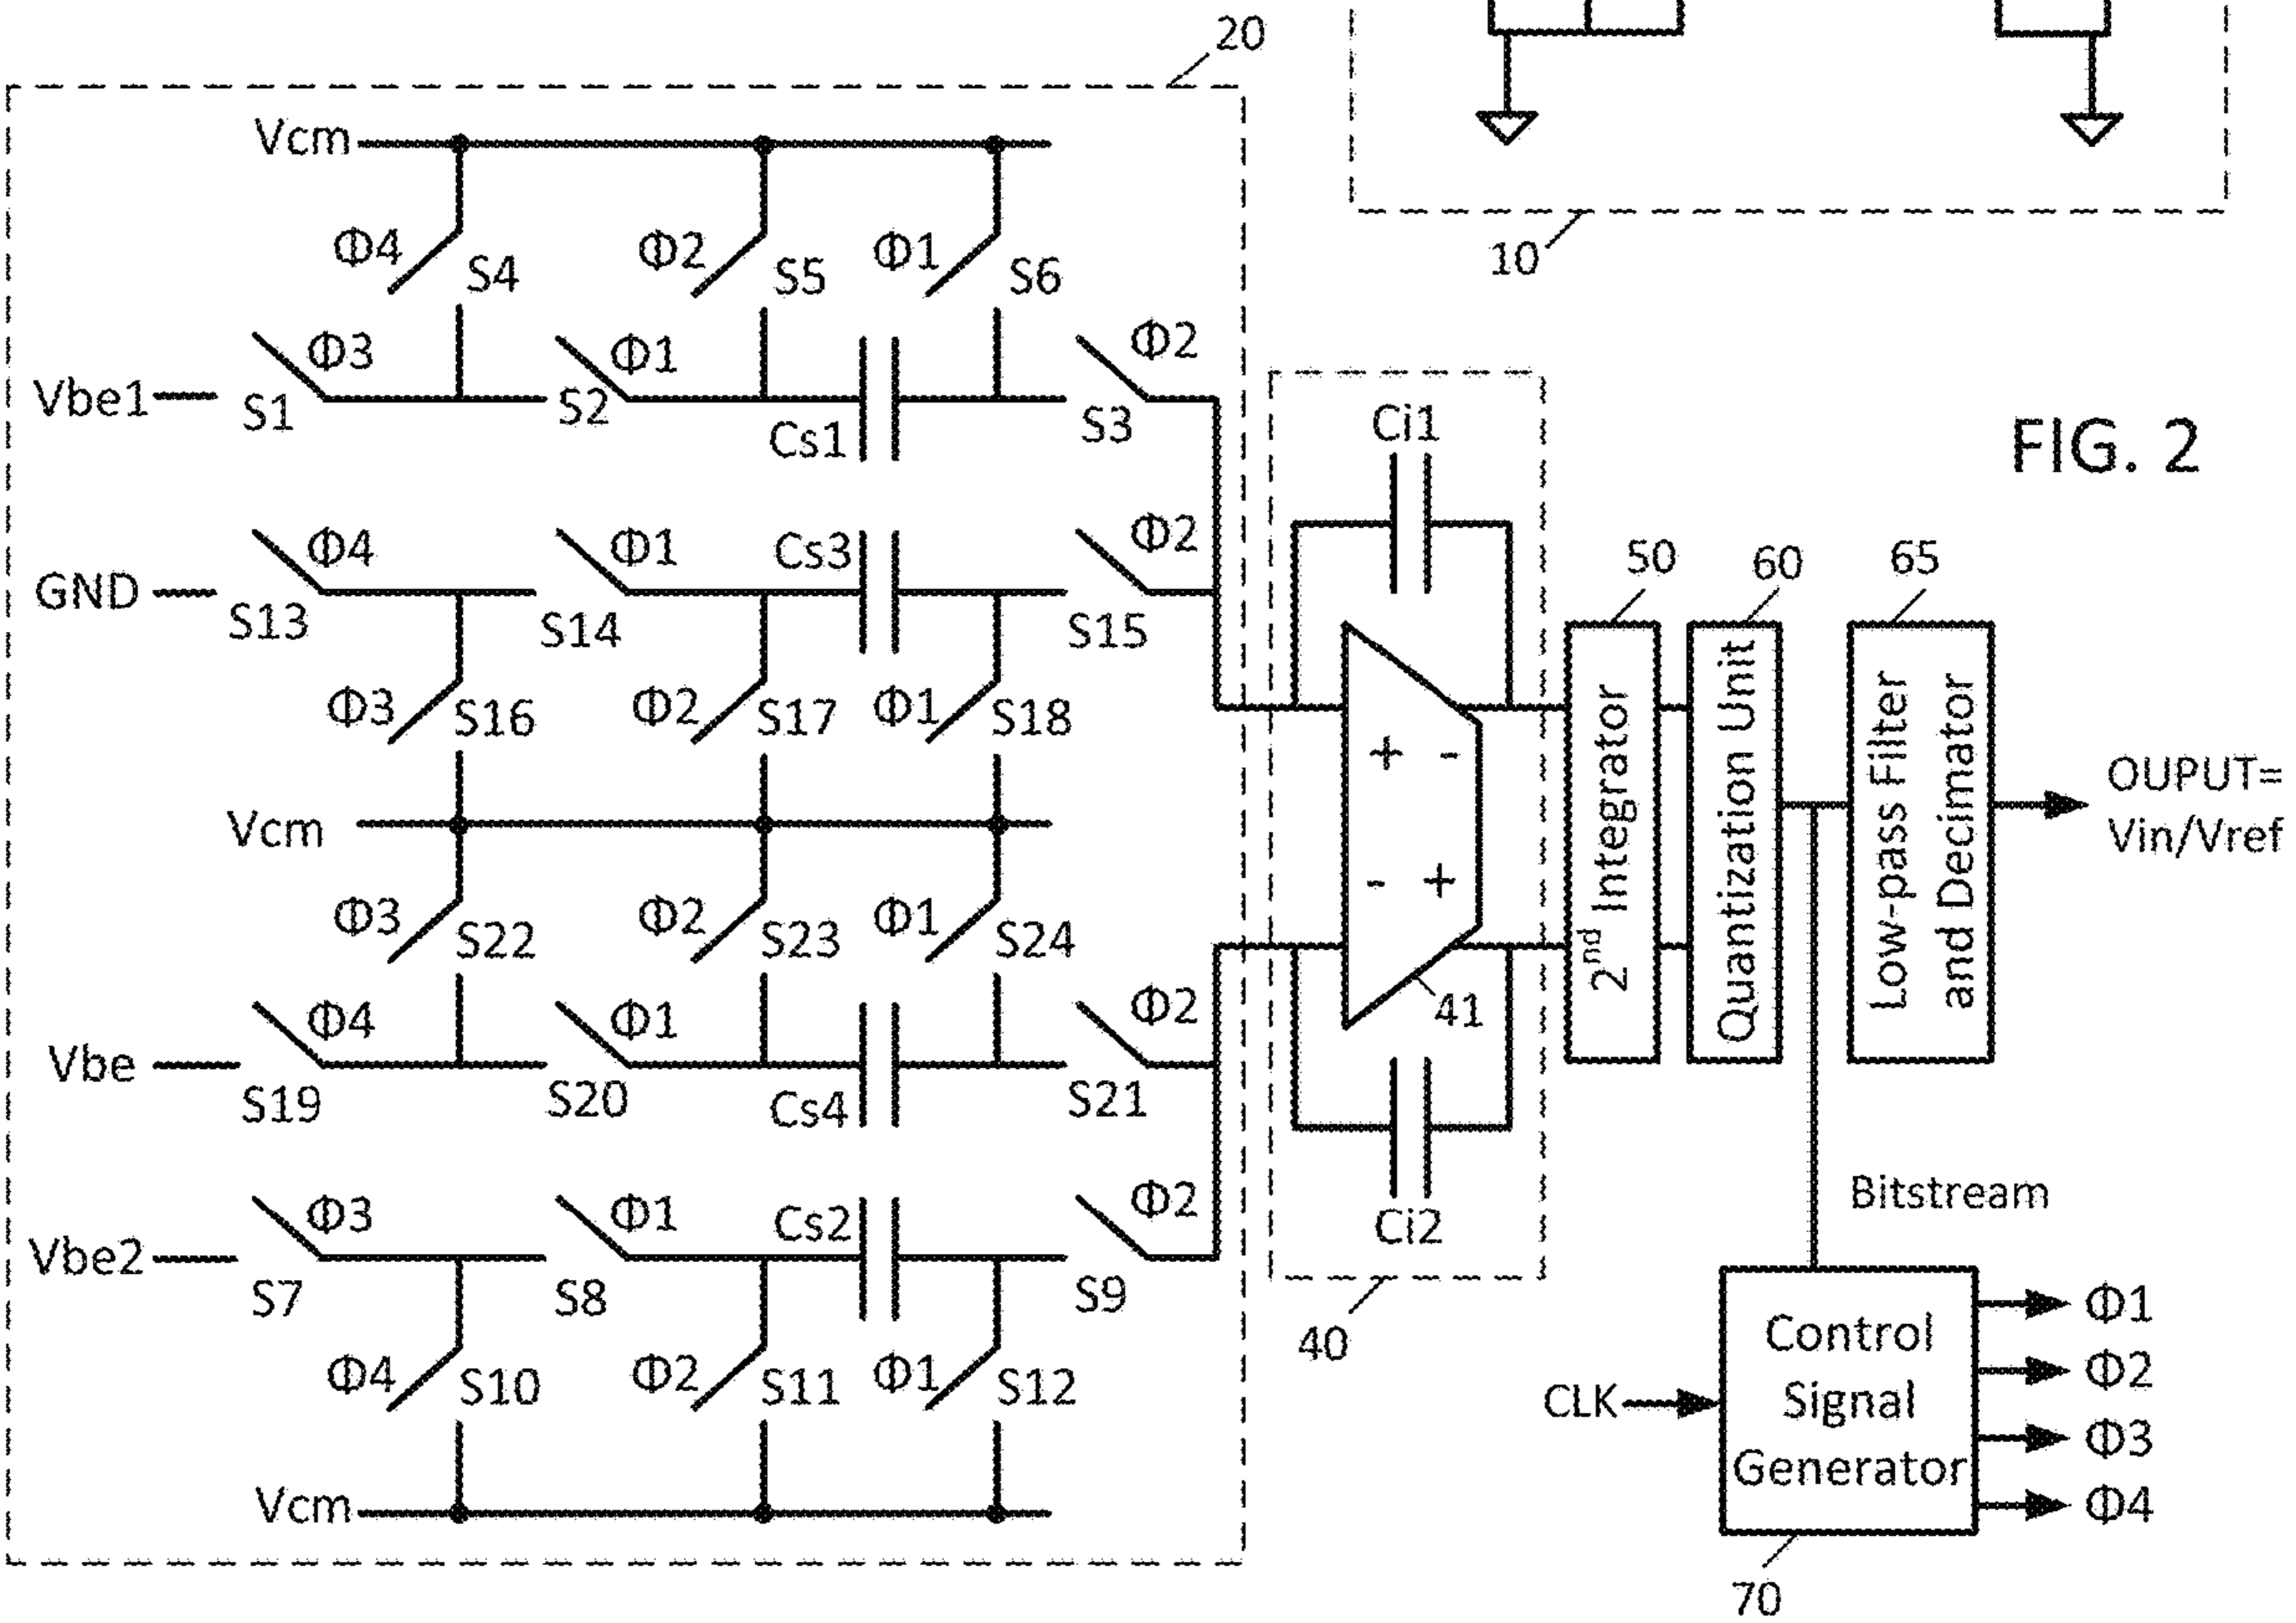 20
10
Vcm
Φ4
S4
Φ2
S5
Φ1
S6
Vbe1
S1
Φ3
S2
Φ1
Cs1
S3
Φ2
GND
S13
Φ4
S14
Φ1
Cs3
S15
Φ2
Φ3
S16
Φ2
S17
Φ1
S18
Vcm
Φ3
S22
Φ2
S23
Φ1
S24
Vbe
S19
Φ4
S20
Φ1
Cs4
S21
Φ2
Vbe2
S7
Φ3
S8
Φ1
Cs2
S9
Φ2
Φ4
S10
Φ2
S11
Φ1
S12
Vcm
Ci1
+ -
- +
41
Ci2
40
FIG. 2
50
2nd Integrator
60
Quantization Unit
65
Low-pass Filter
and Decimator
OUPUT=
Vin/Vref
Bitstream
CLK
Control
Signal
Generator
Φ1
Φ2
Φ3
Φ4
70